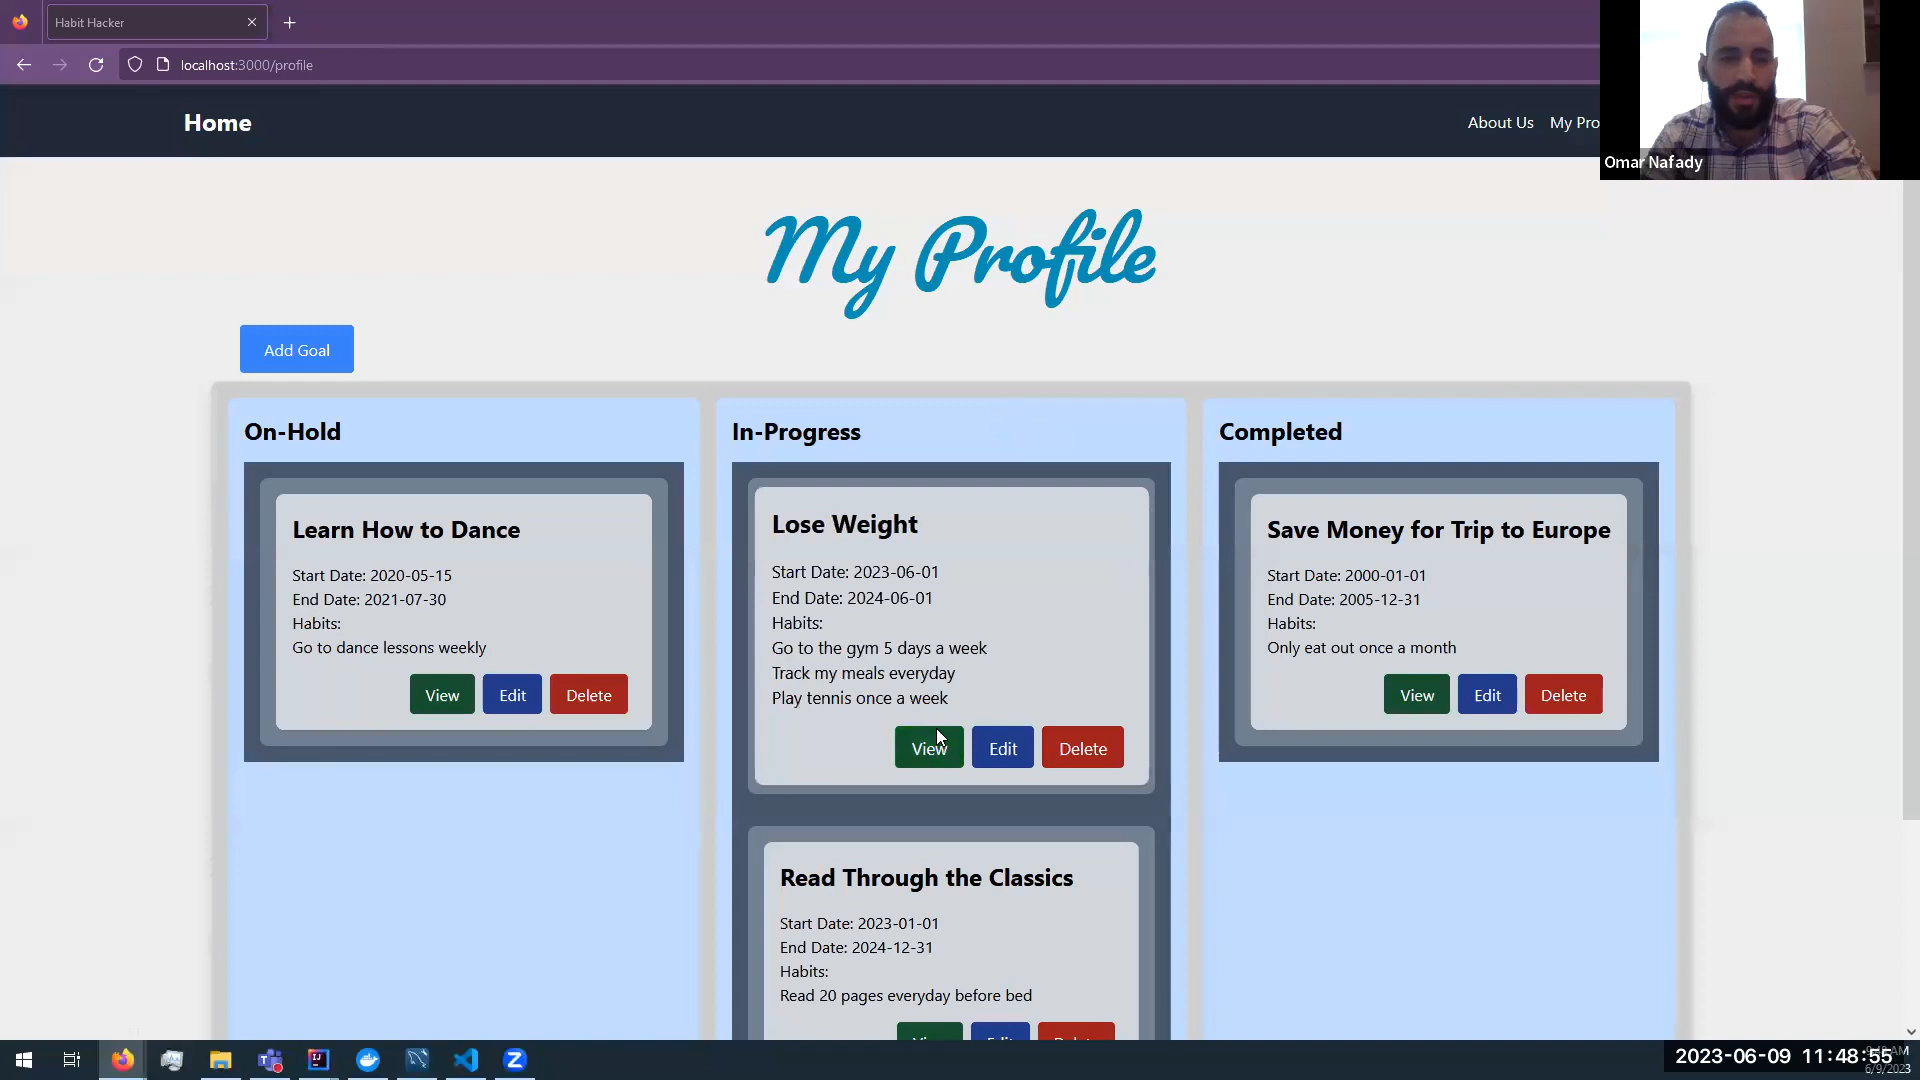 Habit Hacker
localhost:3000/profile
Home
About Us
My Pro
Omar Nafady
My Profile
Add Goal
On-Hold
Learn How to Dance
Start Date: 2020-05-15
End Date: 2021-07-30
Habits:
Go to dance lessons weekly
View Edit Delete
In-Progress
Lose Weight
Start Date: 2023-06-01
End Date: 2024-06-01
Habits:
Go to the gym 5 days a week
Track my meals everyday
Play tennis once a week
View Edit Delete
Read Through the Classics
Start Date: 2023-01-01
End Date: 2024-12-31
Habits:
Read 20 pages everyday before bed
View Edit Delete
Completed
Save Money for Trip to Europe
Start Date: 2000-01-01
End Date: 2005-12-31
Habits:
Only eat out once a month
View Edit Delete
2023-06-09 11:48:55
6/9/2023